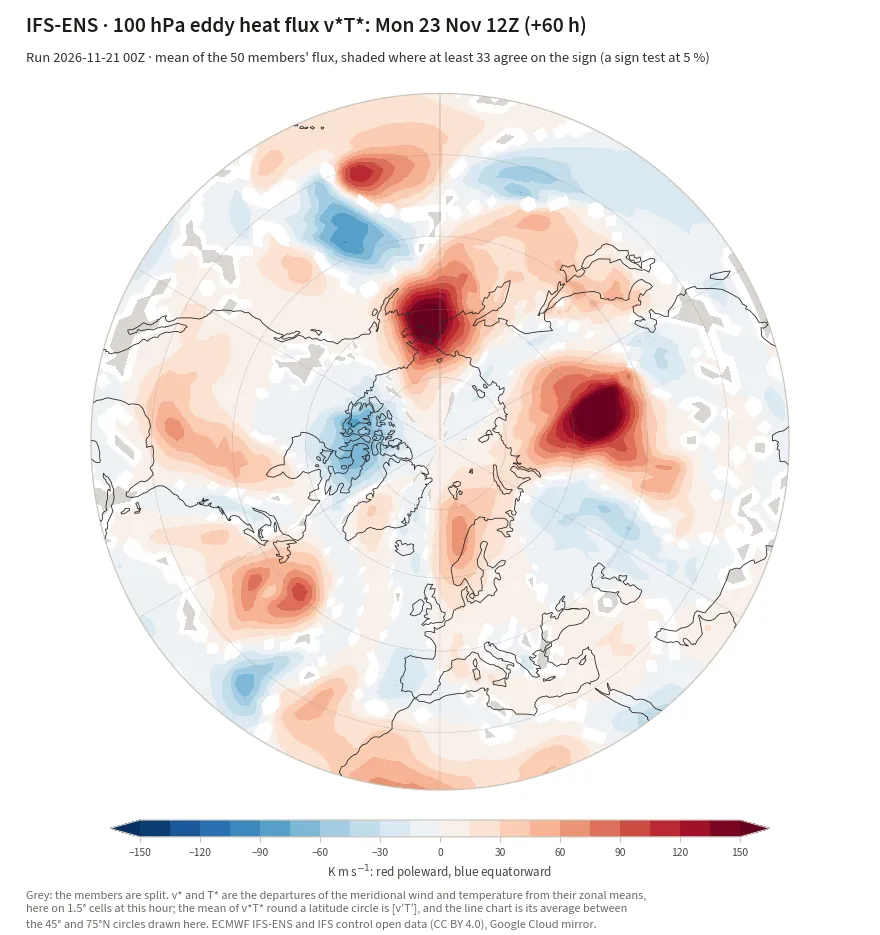 IFS-ENS · 100 hPa eddy heat flux v*T*: Mon 23 Nov 12Z (+60 h)
Run 2026-11-21 00Z · mean of the 50 members' flux, shaded where at least 33 agree on the sign (a sign test at 5 %)
−150 −120 −90 −60 −30 0 30 60 90 120 150
K m s⁻¹: red poleward, blue equatorward
Grey: the members are split. v* and T* are the departures of the meridional wind and temperature from their zonal means,
here on 1.5° cells at this hour; the mean of v*T* round a latitude circle is [v'T'], and the line chart is its average between
the 45° and 75°N circles drawn here. ECMWF IFS-ENS and IFS control open data (CC BY 4.0), Google Cloud mirror.